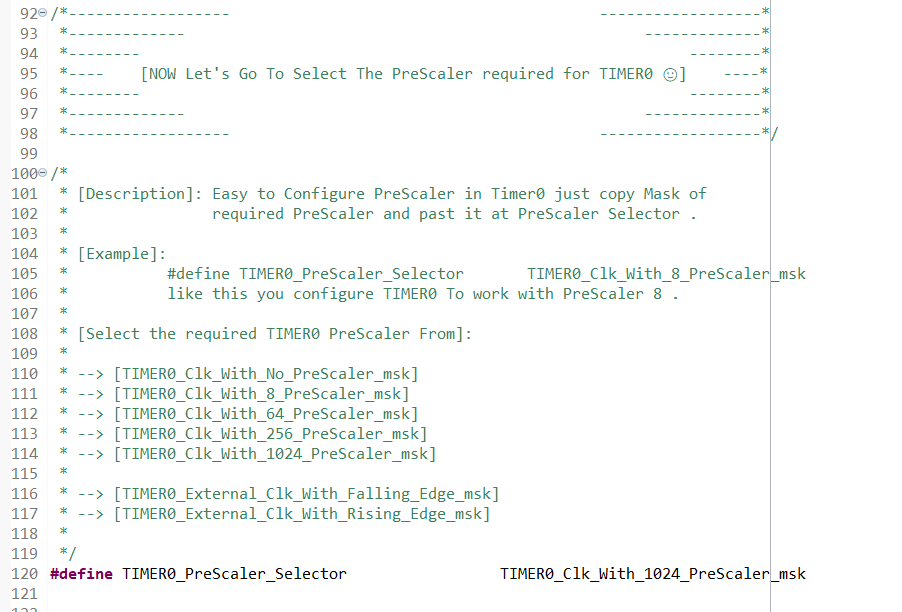 92 /*------------------ ------------------*
93 *------------- -------------*
94 *-------- --------*
95 *---- [NOW Let's Go To Select The PreScaler required for TIMER0 ☺] ----*
96 *-------- --------*
97 *------------- -------------*
98 *------------------ ------------------*/
99
100 /*
101 * [Description]: Easy to Configure PreScaler in Timer0 just copy Mask of
102 * required PreScaler and past it at PreScaler Selector .
103 *
104 * [Example]:
105 * #define TIMER0_PreScaler_Selector TIMER0_Clk_With_8_PreScaler_msk
106 * like this you configure TIMER0 To work with PreScaler 8 .
107 *
108 * [Select the required TIMER0 PreScaler From]:
109 *
110 * --> [TIMER0_Clk_With_No_PreScaler_msk]
111 * --> [TIMER0_Clk_With_8_PreScaler_msk]
112 * --> [TIMER0_Clk_With_64_PreScaler_msk]
113 * --> [TIMER0_Clk_With_256_PreScaler_msk]
114 * --> [TIMER0_Clk_With_1024_PreScaler_msk]
115 *
116 * --> [TIMER0_External_Clk_With_Falling_Edge_msk]
117 * --> [TIMER0_External_Clk_With_Rising_Edge_msk]
118 *
119 */
120 #define TIMER0_PreScaler_Selector TIMER0_Clk_With_1024_PreScaler_msk
121